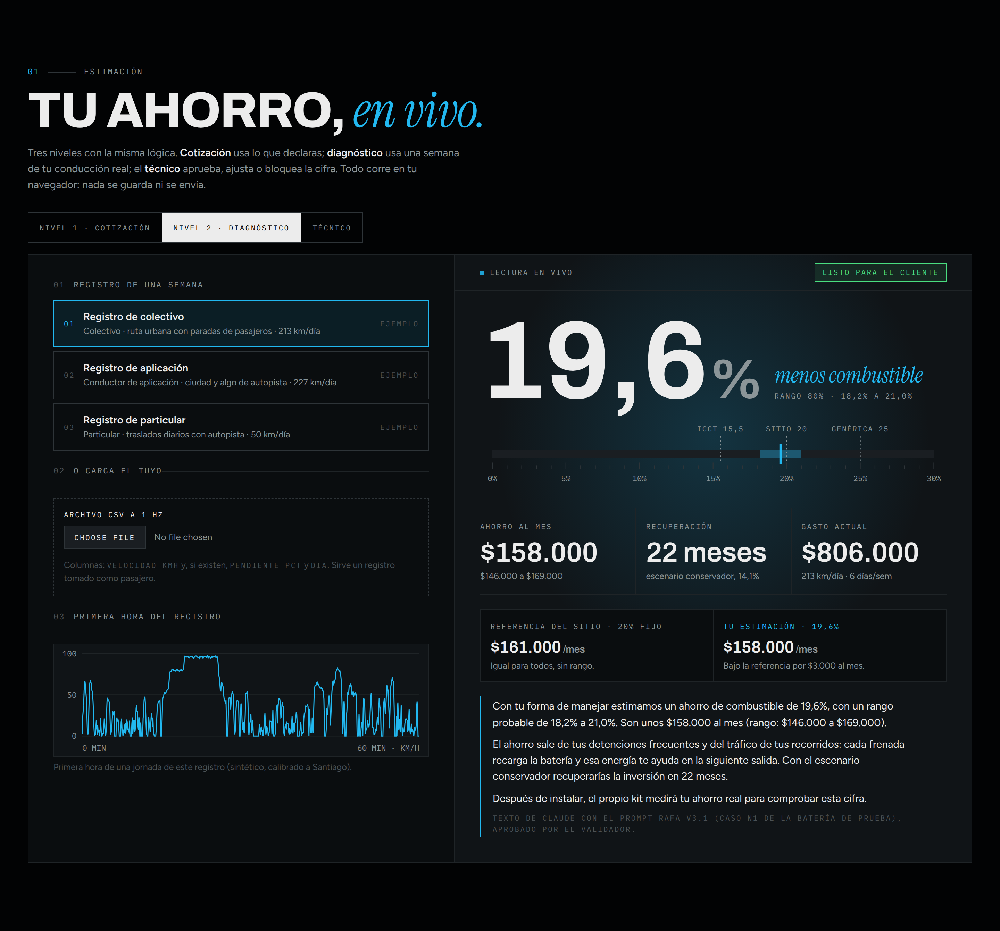 01 ESTIMACIÓN
TU AHORRO, en vivo.
Tres niveles con la misma lógica. Cotización usa lo que declaras; diagnóstico usa una semana
de tu conducción real; el técnico aprueba, ajusta o bloquea la cifra. Todo corre en tu
navegador: nada se guarda ni se envía.
NIVEL 1 · COTIZACIÓN
NIVEL 2 · DIAGNÓSTICO
TÉCNICO
01 REGISTRO DE UNA SEMANA
01
Registro de colectivo
Colectivo · ruta urbana con paradas de pasajeros · 213 km/día
EJEMPLO
02
Registro de aplicación
Conductor de aplicación · ciudad y algo de autopista · 227 km/día
EJEMPLO
03
Registro de particular
Particular · traslados diarios con autopista · 50 km/día
EJEMPLO
02 O CARGA EL TUYO
ARCHIVO CSV A 1 HZ
CHOOSE FILE No file chosen
Columnas: VELOCIDAD_KMH y, si existen, PENDIENTE_PCT y DIA. Sirve un registro
tomado como pasajero.
03 PRIMERA HORA DEL REGISTRO
100
50
0
0 MIN
60 MIN · KM/H
Primera hora de una jornada de este registro (sintético, calibrado a Santiago).
LECTURA EN VIVO
LISTO PARA EL CLIENTE
19,6%
menos combustible
RANGO 80% · 18,2% A 21,0%
ICCT 15,5
SITIO 20
GENÉRICA 25
0% 5% 10% 15% 20% 25% 30%
AHORRO AL MES
$158.000
$146.000 a $169.000
RECUPERACIÓN
22 meses
escenario conservador, 14,1%
GASTO ACTUAL
$806.000
213 km/día · 6 días/sem
REFERENCIA DEL SITIO · 20% FIJO
$161.000 /mes
Igual para todos, sin rango.
TU ESTIMACIÓN · 19,6%
$158.000 /mes
Bajo la referencia por $3.000 al mes.
Con tu forma de manejar estimamos un ahorro de combustible de 19,6%, con un rango
probable de 18,2% a 21,0%. Son unos $158.000 al mes (rango: $146.000 a $169.000).
El ahorro sale de tus detenciones frecuentes y del tráfico de tus recorridos: cada frenada
recarga la batería y esa energía te ayuda en la siguiente salida. Con el escenario
conservador recuperarías la inversión en 22 meses.
Después de instalar, el propio kit medirá tu ahorro real para comprobar esta cifra.
TEXTO DE CLAUDE CON EL PROMPT RAFA V3.1 (CASO N1 DE LA BATERÍA DE PRUEBA),
APROBADO POR EL VALIDADOR.